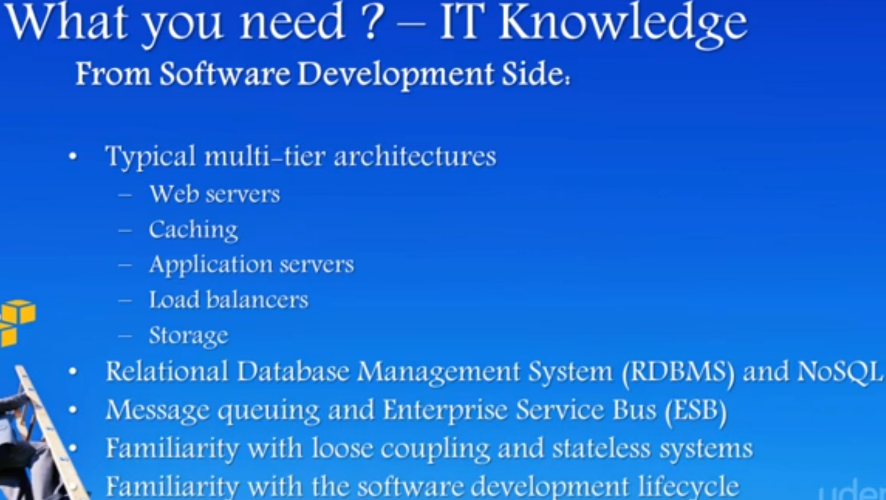 What you need ? – IT Knowledge
From Software Development Side:
• Typical multi-tier architectures
– Web servers
– Caching
– Application servers
– Load balancers
– Storage
• Relational Database Management System (RDBMS) and NoSQL
• Message queuing and Enterprise Service Bus (ESB)
• Familiarity with loose coupling and stateless systems
• Familiarity with the software development lifecycle